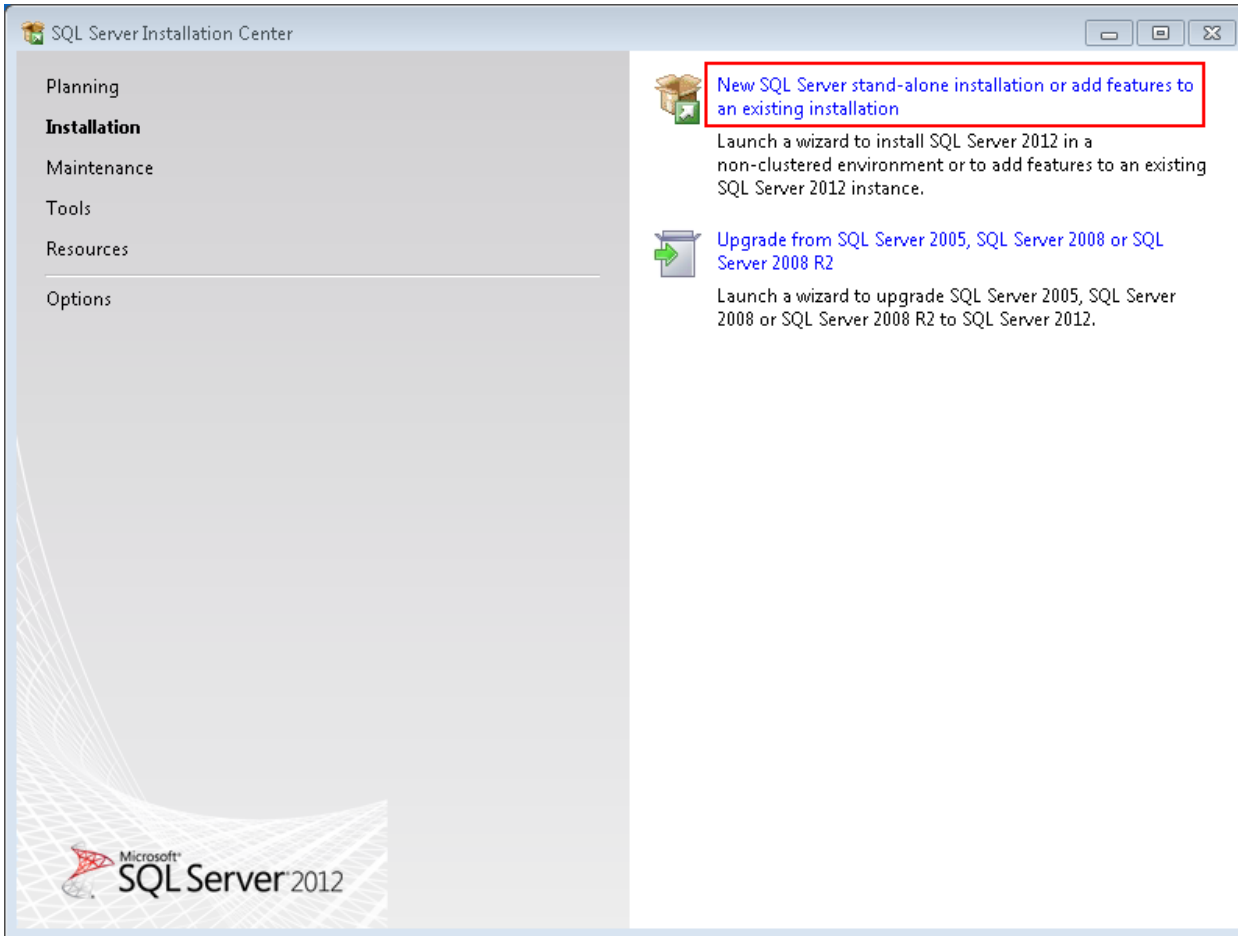 SQL Server Installation Center
Planning
Installation
Maintenance
Tools
Resources
Options
New SQL Server stand-alone installation or add features to
an existing installation
Launch a wizard to install SQL Server 2012 in a
non-clustered environment or to add features to an existing
SQL Server 2012 instance.
Upgrade from SQL Server 2005, SQL Server 2008 or SQL
Server 2008 R2
Launch a wizard to upgrade SQL Server 2005, SQL Server
2008 or SQL Server 2008 R2 to SQL Server 2012.
Microsoft®
SQL Server® 2012